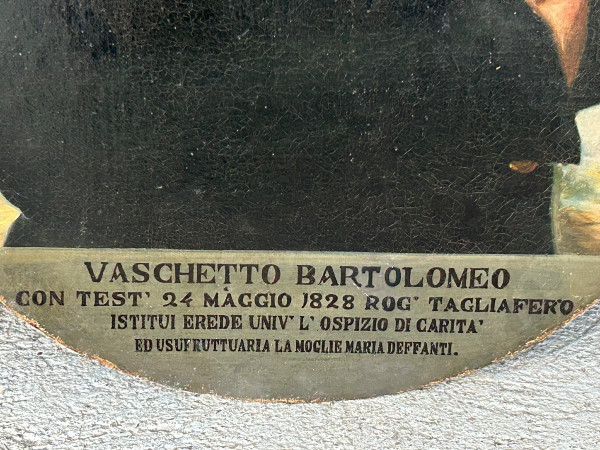 VASCHETTO BARTOLOMEO
CON TEST' 24 MÀGGIO 1828 ROG' TAGLIAFERO
ISTITUI EREDE UNIV' L' OSPIZIO DI CARITA'
ED USUFRUTTUARIA LA MOGLIE MARIA DEFFANTI.